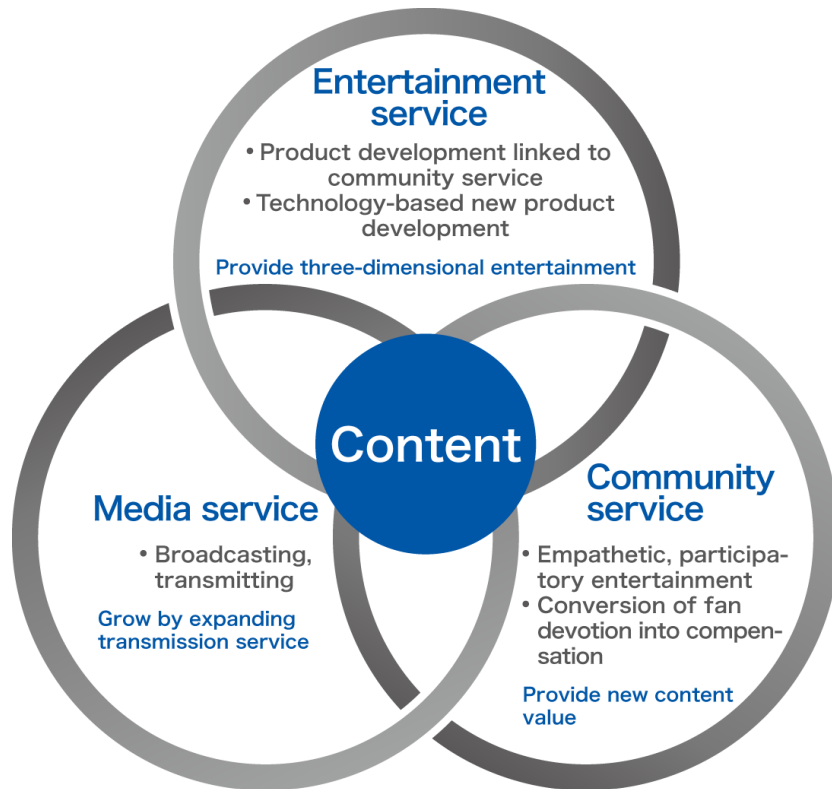 Entertainment
service
• Product development linked to
community service
• Technology-based new product
development
Provide three-dimensional entertainment
Content
Media service
• Broadcasting,
transmitting
Grow by expanding
transmission service
Community
service
• Empathetic, participa-
tory entertainment
• Conversion of fan
devotion into compen-
sation
Provide new content
value